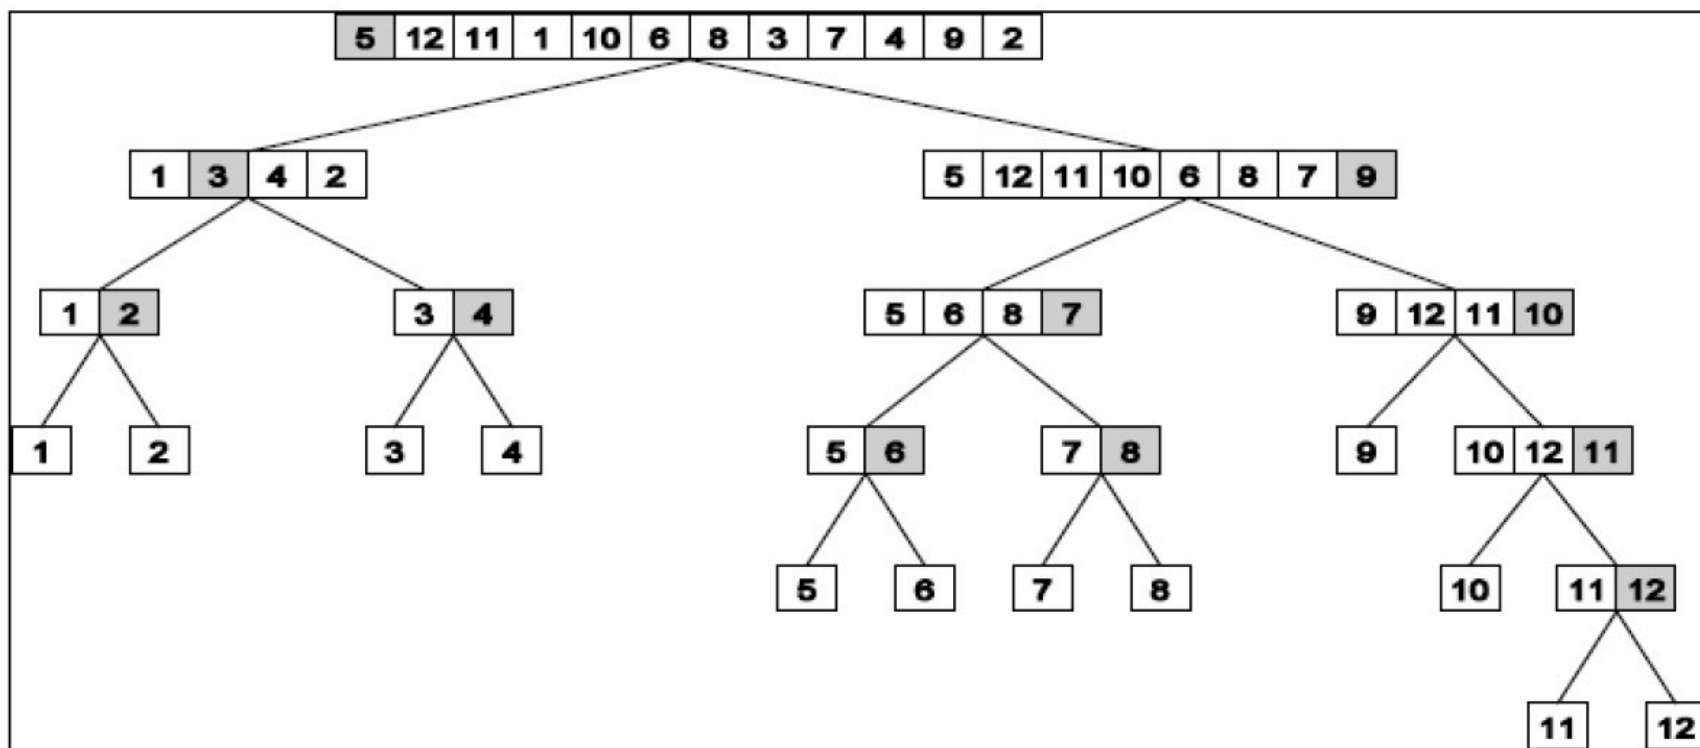 5 12 11 1 10 6 8 3 7 4 9 2
1 3 4 2 5 12 11 10 6 8 7 9
1 2 3 4 5 6 8 7 9 12 11 10
1 2 3 4 5 6 7 8 9 10 12 11
5 6 7 8 10 11 12
11 12